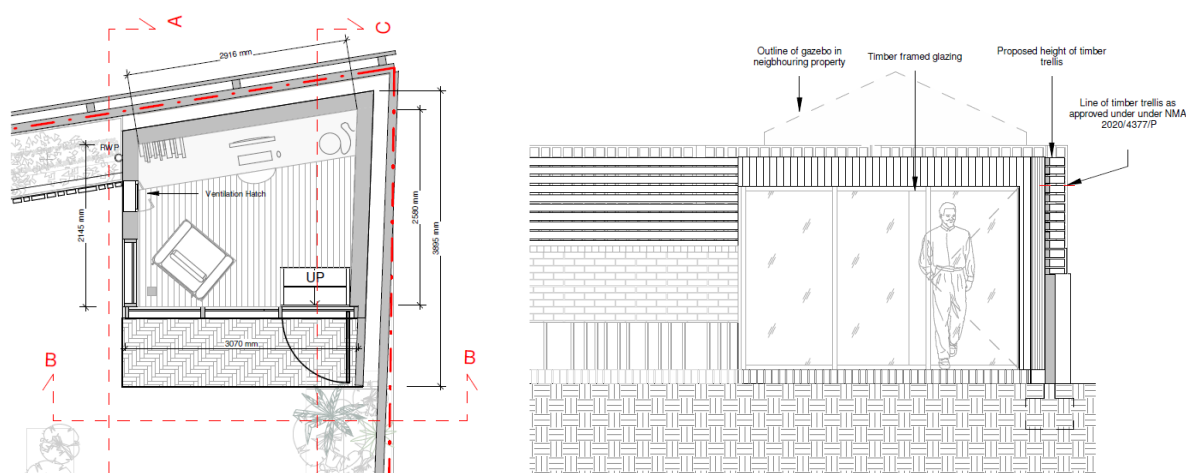 A
C
2916 mm
RWP
C
Ventilation Hatch
2145 mm
2580 mm
3895 mm
UP
3070 mm
B
B
Outline of gazebo in
neigbhouring property
Timber framed glazing
Proposed height of timber
trellis
Line of timber trellis as
approved under under NMA
2020/4377/P